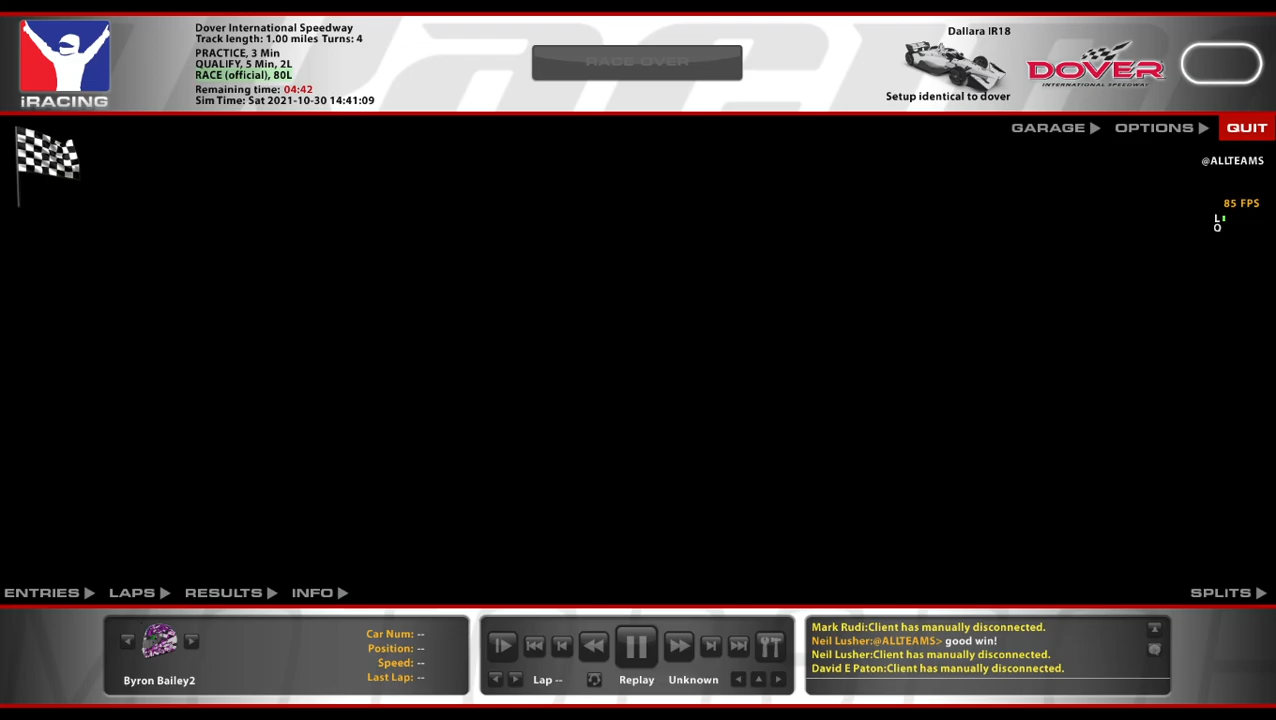 iRACING
Dover International Speedway
Track length: 1.00 miles Turns: 4
PRACTICE, 3 Min
QUALIFY, 5 Min, 2L
RACE (official), 80L
Remaining time: 04:42
Sim Time: Sat 2021-10-30 14:41:09
RACE OVER
Dallara IR18
Setup identical to dover
DOVER
INTERNATIONAL SPEEDWAY
GARAGE OPTIONS QUIT
@ALLTEAMS
85 FPS
L
Q
ENTRIES LAPS RESULTS INFO SPLITS
Byron Bailey2
Car Num: --
Position: --
Speed: --
Last Lap: --
Lap -- Replay Unknown
Mark Rudi:Client has manually disconnected.
Neil Lusher:@ALLTEAMS> good win!
Neil Lusher:Client has manually disconnected.
David E Paton:Client has manually disconnected.